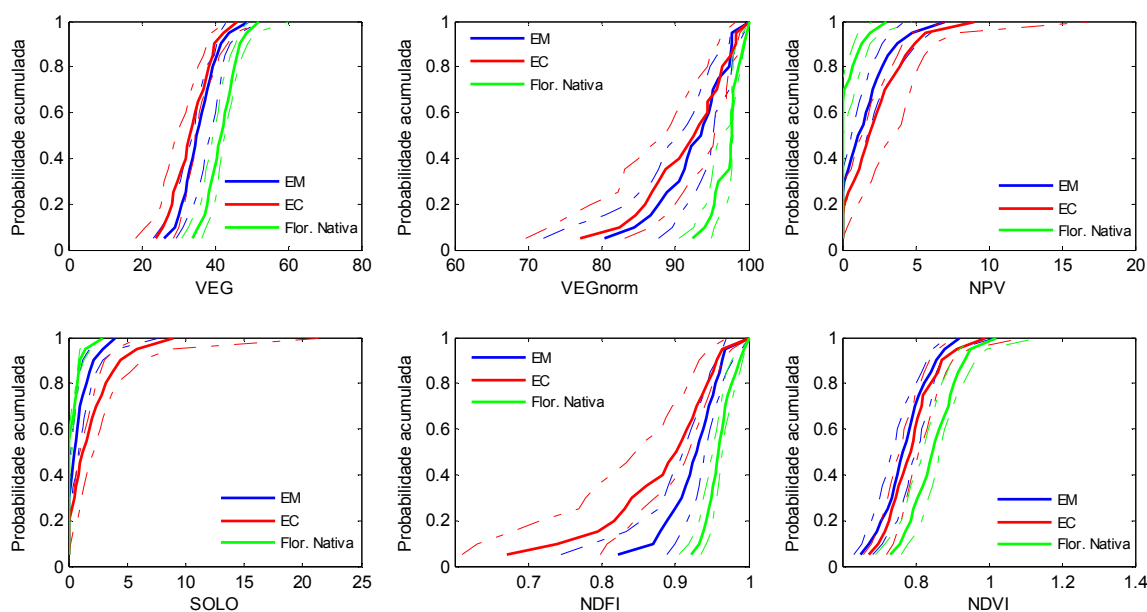 Probabilidade acumulada
1
0.8
0.6
0.4
0.2
0
EM
EC
Flor. Nativa
0 20 40 60 80
VEG
Probabilidade acumulada
1
0.8
0.6
0.4
0.2
0
EM
EC
Flor. Nativa
60 70 80 90 100
VEGnorm
Probabilidade acumulada
1
0.8
0.6
0.4
0.2
0
EM
EC
Flor. Nativa
0 5 10 15 20
NPV
Probabilidade acumulada
1
0.8
0.6
0.4
0.2
0
EM
EC
Flor. Nativa
0 5 10 15 20 25
SOLO
Probabilidade acumulada
1
0.8
0.6
0.4
0.2
0
EM
EC
Flor. Nativa
0.7 0.8 0.9 1
NDFI
Probabilidade acumulada
1
0.8
0.6
0.4
0.2
0
EM
EC
Flor. Nativa
0.8 1 1.2 1.4
NDVI